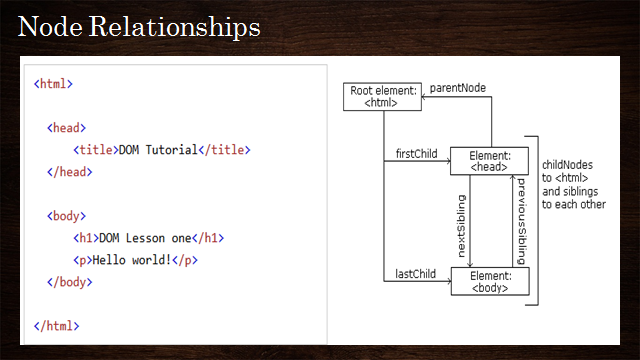 Node Relationships
<html>
<head>
<title>DOM Tutorial</title>
</head>
<body>
<h1>DOM Lesson one</h1>
<p>Hello world!</p>
</body>
</html>
Root element:
<html>
parentNode
firstChild
Element:
<head>
childNodes
to <html>
and siblings
to each other
nextSibling
previousSibling
lastChild
Element:
<body>